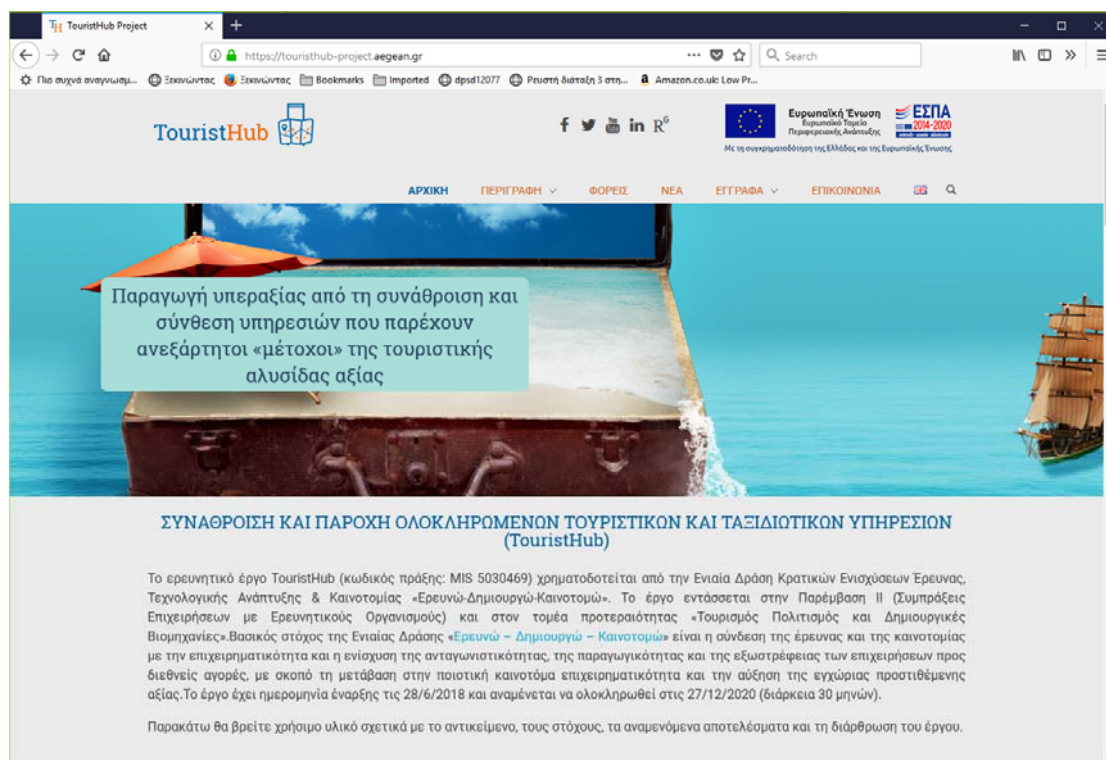 TH TouristHub Project
https://touristhub-project.aegean.gr
Search
Πιο συχνά αναγνωσμ...
Ξεκινώντας
Ξεκινώντας
Bookmarks
Imported
dpsd12077
Ρευστή διάταξη 3 στη...
Amazon.co.uk: Low Pr...
TouristHub
f
in
R
G
Ευρωπαϊκή Ένωση
Ευρωπαϊκό Ταμείο
Περιφερειακής Ανάπτυξης
ΕΣΠΑ
2014-2020
Με τη συγχρηματοδότηση της Ελλάδας και της Ευρωπαϊκής Ένωσης
ΑΡΧΙΚΗ
ΠΕΡΙΓΡΑΦΗ
ΦΟΡΕΙΣ
ΝΕΑ
ΕΓΓΡΑΦΑ
ΕΠΙΚΟΙΝΩΝΙΑ
Παραγωγή υπεραξίας από τη συνάθροιση και
σύνθεση υπηρεσιών που παρέχουν
ανεξάρτητοι «μέτοχοι» της τουριστικής
αλυσίδας αξίας
ΣΥΝΑΘΡΟΙΣΗ ΚΑΙ ΠΑΡΟΧΗ ΟΛΟΚΛΗΡΩΜΕΝΩΝ ΤΟΥΡΙΣΤΙΚΩΝ ΚΑΙ ΤΑΞΙΔΙΩΤΙΚΩΝ ΥΠΗΡΕΣΙΩΝ
(TouristHub)
Το ερευνητικό έργο TouristHub (κωδικός πράξης: MIS 5030469) χρηματοδοτείται από την Ενιαία Δράση Κρατικών Ενισχύσεων Έρευνας,
Τεχνολογικής Ανάπτυξης & Καινοτομίας «Ερευνώ-Δημιουργώ-Καινοτομώ». Το έργο εντάσσεται στην Παρέμβαση ΙΙ (Συμπράξεις
Επιχειρήσεων με Ερευνητικούς Οργανισμούς) και στον τομέα προτεραιότητας «Τουρισμός Πολιτισμός και Δημιουργικές
Βιομηχανίες».Βασικός στόχος της Ενιαίας Δράσης «Ερευνώ – Δημιουργώ – Καινοτομώ» είναι η σύνδεση της έρευνας και της καινοτομίας
με την επιχειρηματικότητα και η ενίσχυση της ανταγωνιστικότητας, της παραγωγικότητας και της εξωστρέφειας των επιχειρήσεων προς
διεθνείς αγορές, με σκοπό τη μετάβαση στην ποιοτική καινοτόμα επιχειρηματικότητα και την αύξηση της εγχώριας προστιθέμενης
αξίας.Το έργο έχει ημερομηνία έναρξης τις 28/6/2018 και αναμένεται να ολοκληρωθεί στις 27/12/2020 (διάρκεια 30 μηνών).
Παρακάτω θα βρείτε χρήσιμο υλικό σχετικά με το αντικείμενο, τους στόχους, τα αναμενόμενα αποτελέσματα και τη διάρθρωση του έργου.